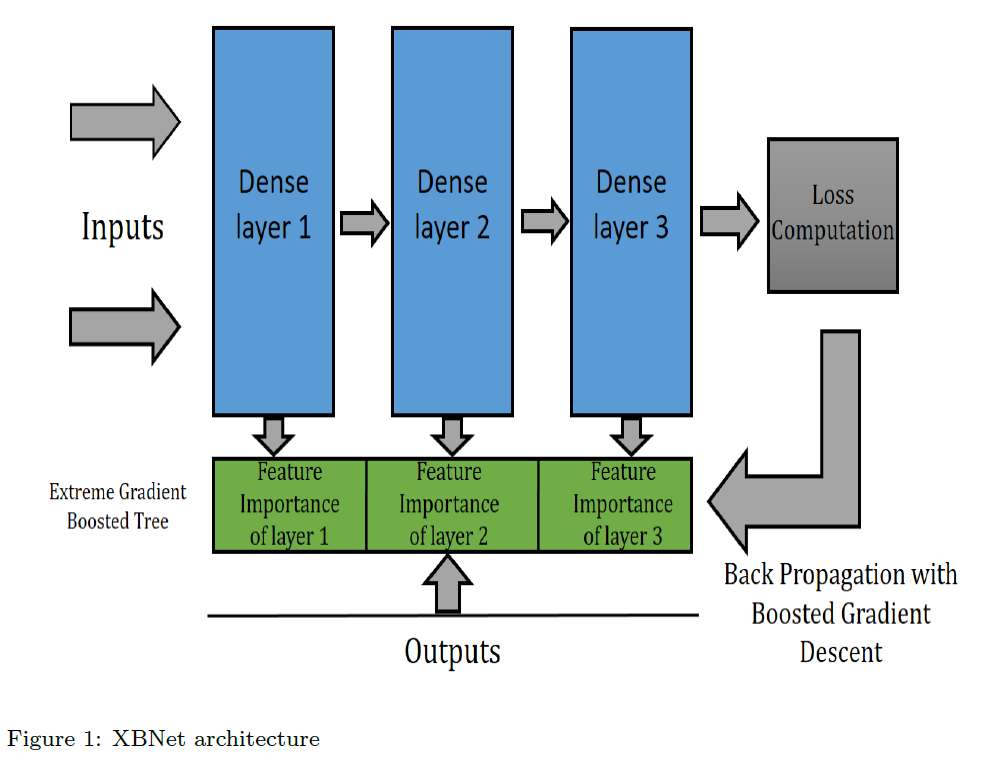 Inputs
Dense
layer 1
Dense
layer 2
Dense
layer 3
Loss
Computation
Extreme Gradient
Boosted Tree
Feature
Importance
of layer 1
Feature
Importance
of layer 2
Feature
Importance
of layer 3
Back Propagation with
Boosted Gradient
Descent
Outputs
Figure 1: XBNet architecture